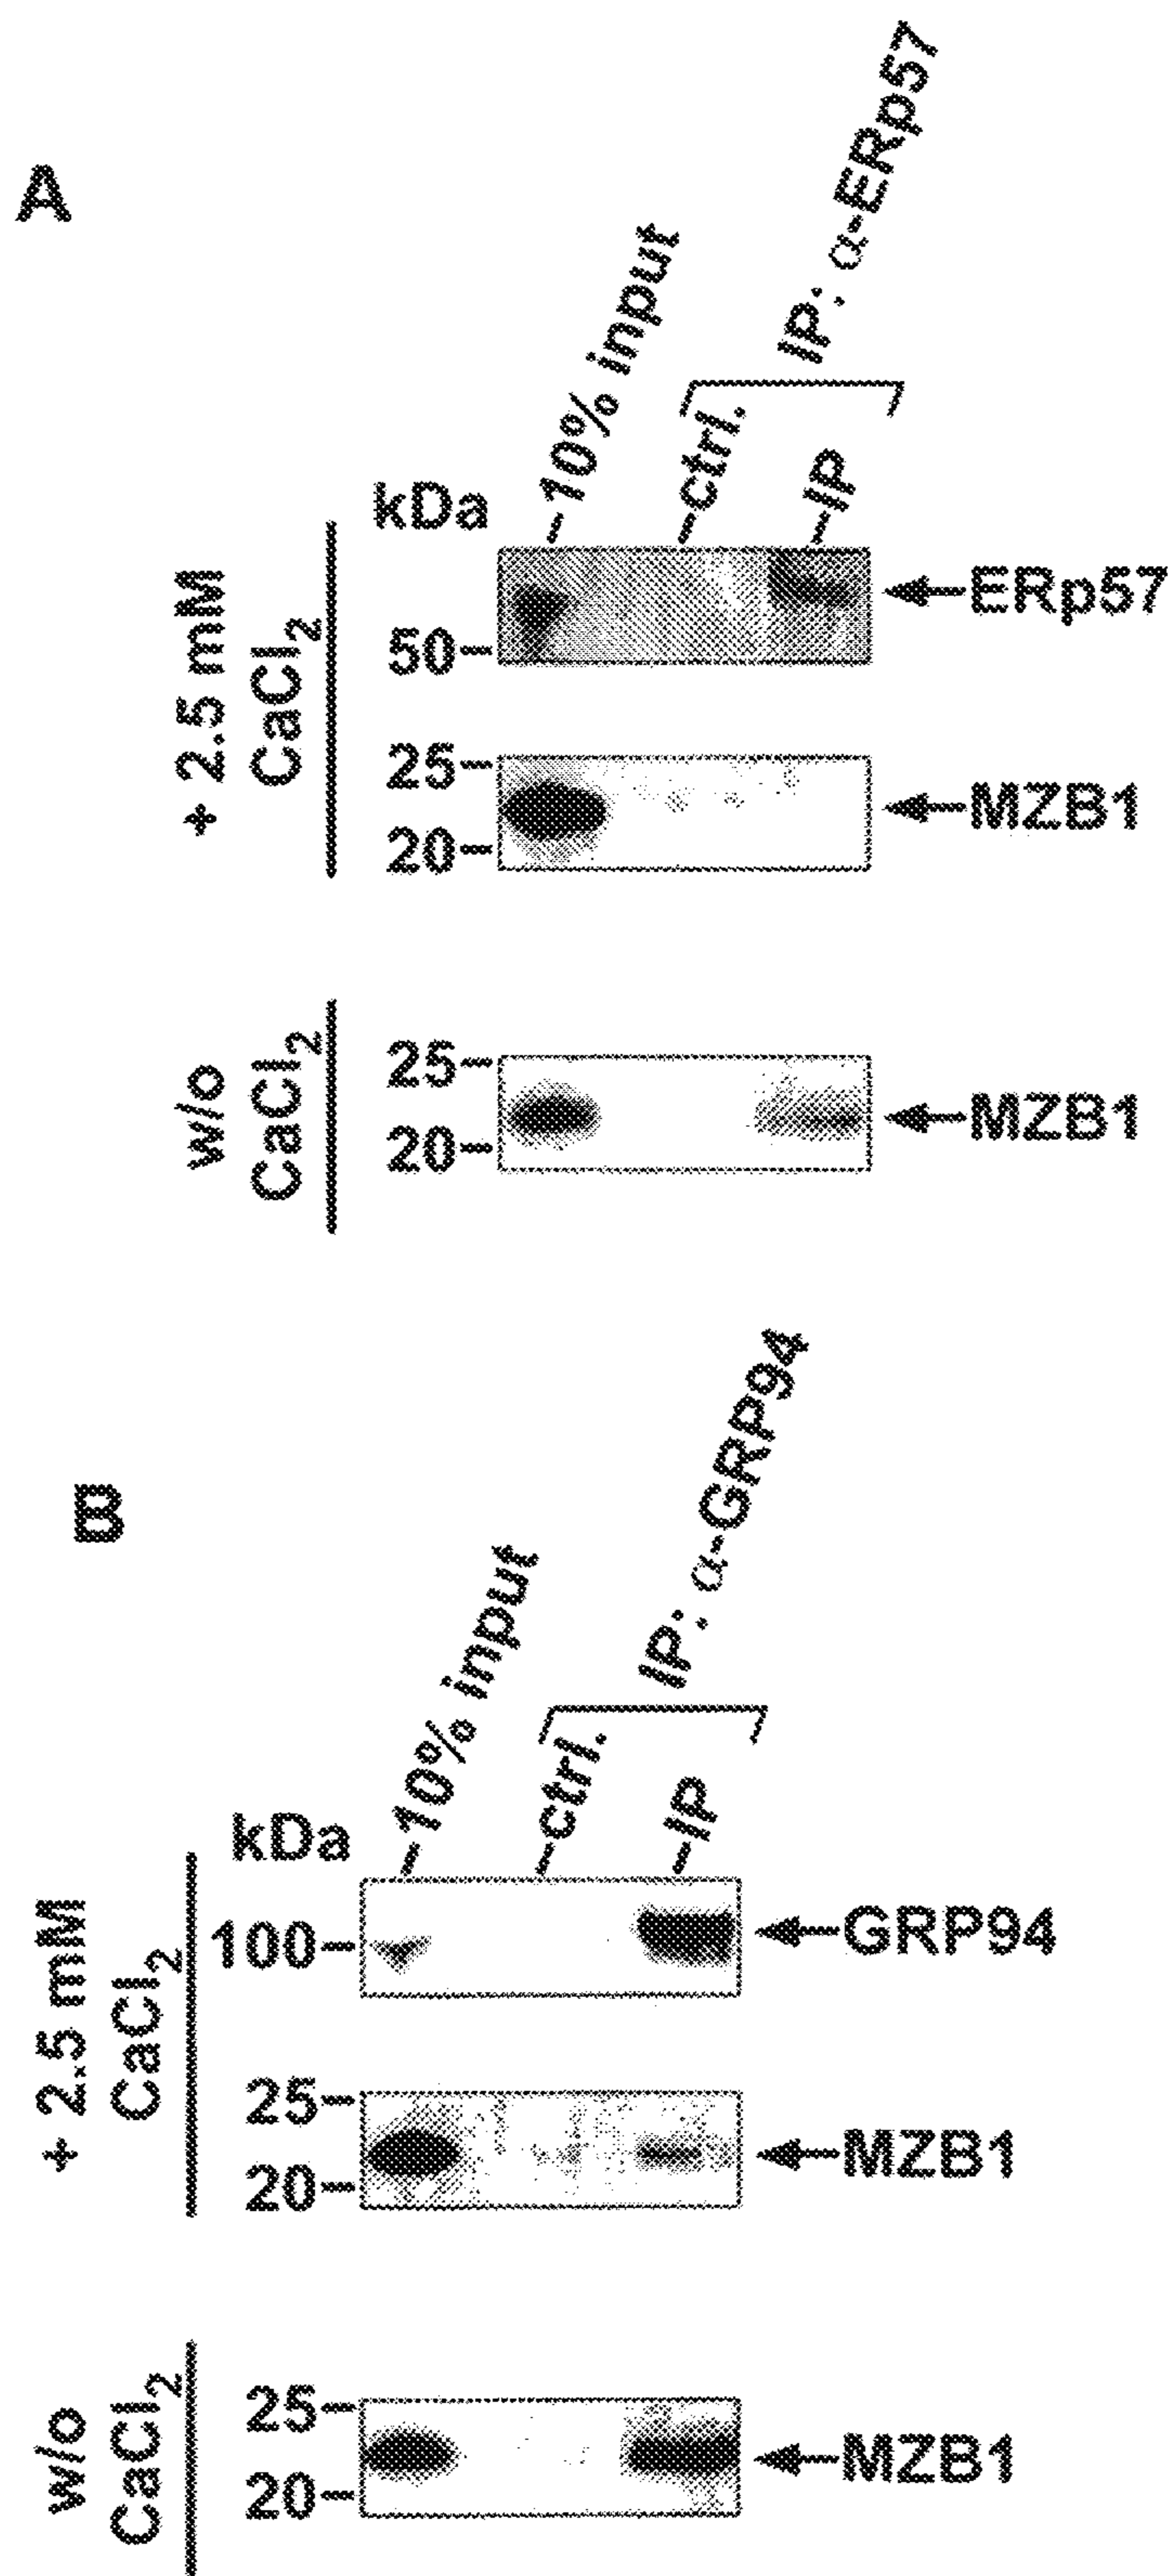 A
10% input
ctrl.
IP
IP: α-ERp57
kDa
+ 2.5 mM
CaCl₂
50
ERp57
25
20
MZB1
w/o
CaCl₂
25
20
MZB1
B
10% input
ctrl.
IP
IP: α-GRP94
kDa
+ 2.5 mM
CaCl₂
100
GRP94
25
20
MZB1
w/o
CaCl₂
25
20
MZB1